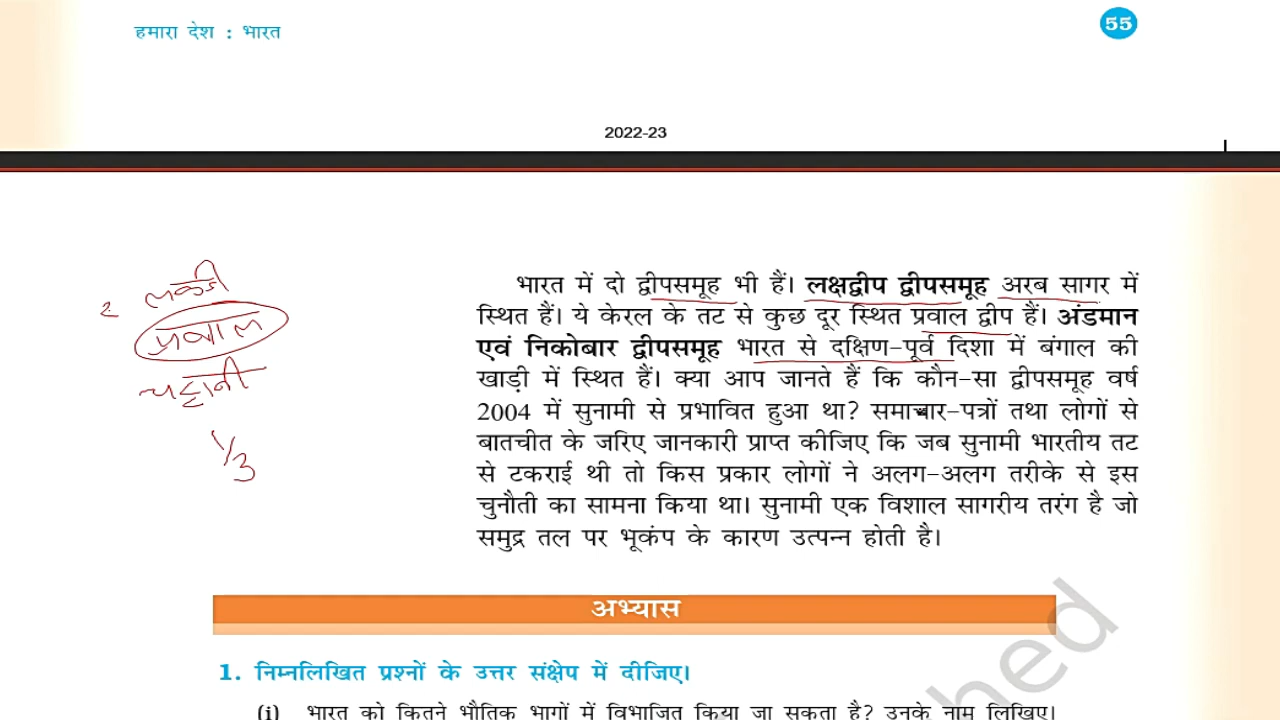 हमारा देश : भारत
55
2022-23
भारत में दो द्वीपसमूह भी हैं। लक्षद्वीप द्वीपसमूह अरब सागर में
स्थित हैं। ये केरल के तट से कुछ दूर स्थित प्रवाल द्वीप हैं। अंडमान
एवं निकोबार द्वीपसमूह भारत से दक्षिण-पूर्व दिशा में बंगाल की
खाड़ी में स्थित हैं। क्या आप जानते हैं कि कौन-सा द्वीपसमूह वर्ष
2004 में सुनामी से प्रभावित हुआ था? समाचार-पत्रों तथा लोगों से
बातचीत के जरिए जानकारी प्राप्त कीजिए कि जब सुनामी भारतीय तट
से टकराई थी तो किस प्रकार लोगों ने अलग-अलग तरीके से इस
चुनौती का सामना किया था। सुनामी एक विशाल सागरीय तरंग है जो
समुद्र तल पर भूकंप के कारण उत्पन्न होती है।
प्रवाल
चट्टानी
1/3
अभ्यास
1. निम्नलिखित प्रश्नों के उत्तर संक्षेप में दीजिए।
(i) भारत को कितने भौतिक भागों में विभाजित किया जा सकता है? उनके नाम लिखिए।